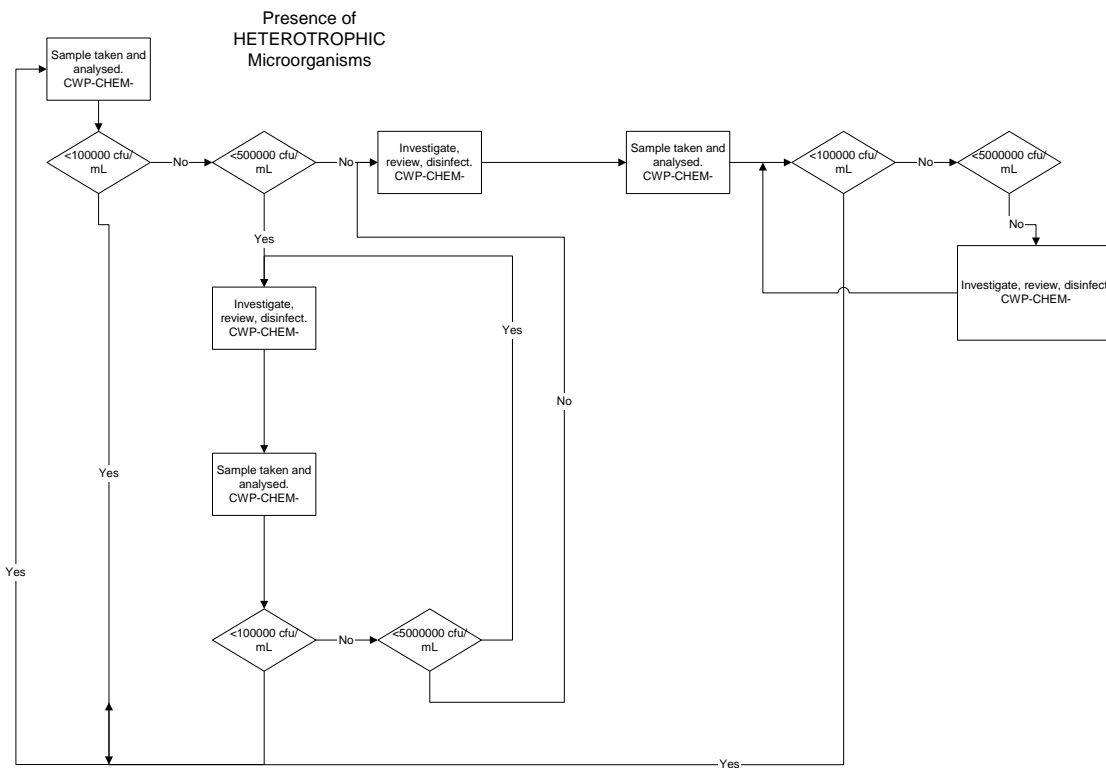 Presence of
HETEROTROPHIC
Microorganisms
Sample taken and
analysed.
CWP-CHEM-
<100000 cfu/
mL
No
<500000 cfu/
mL
No
Investigate,
review, disinfect.
CWP-CHEM-
Sample taken and
analysed.
CWP-CHEM-
<100000 cfu/
mL
No
<5000000 cfu/
mL
No
Investigate, review, disinfect
CWP-CHEM-
Yes
Investigate,
review, disinfect.
CWP-CHEM-
Yes
No
Sample taken and
analysed.
CWP-CHEM-
Yes
Yes
<100000 cfu/
mL
No
<5000000 cfu/
mL
Yes